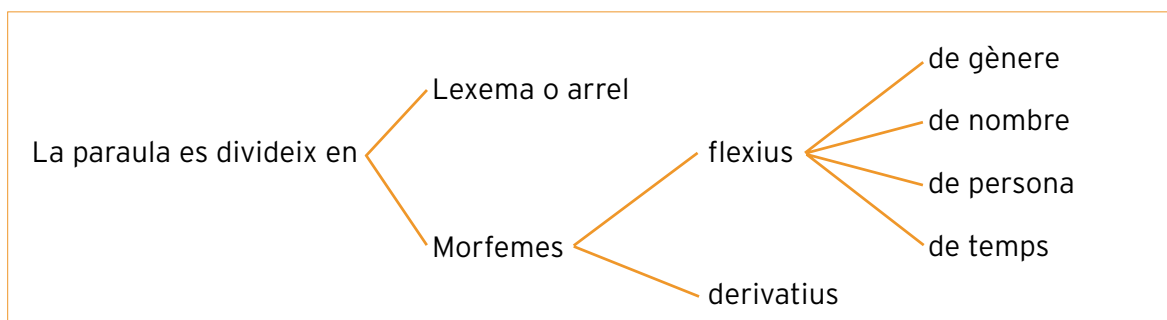 La paraula es divideix en
Lexema o arrel
Morfemes
flexius
de gènere
de nombre
de persona
de temps
derivatius